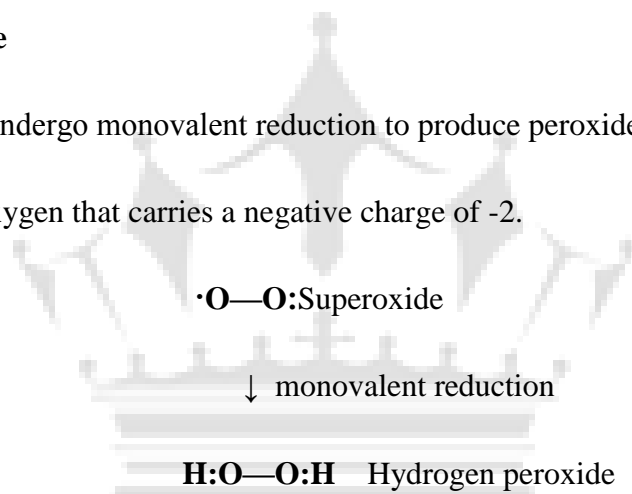 e
ndergo monovalent reduction to produce peroxide
ygen that carries a negative charge of -2.
·O—O:Superoxide
↓ monovalent reduction
H:O—O:H Hydrogen peroxide